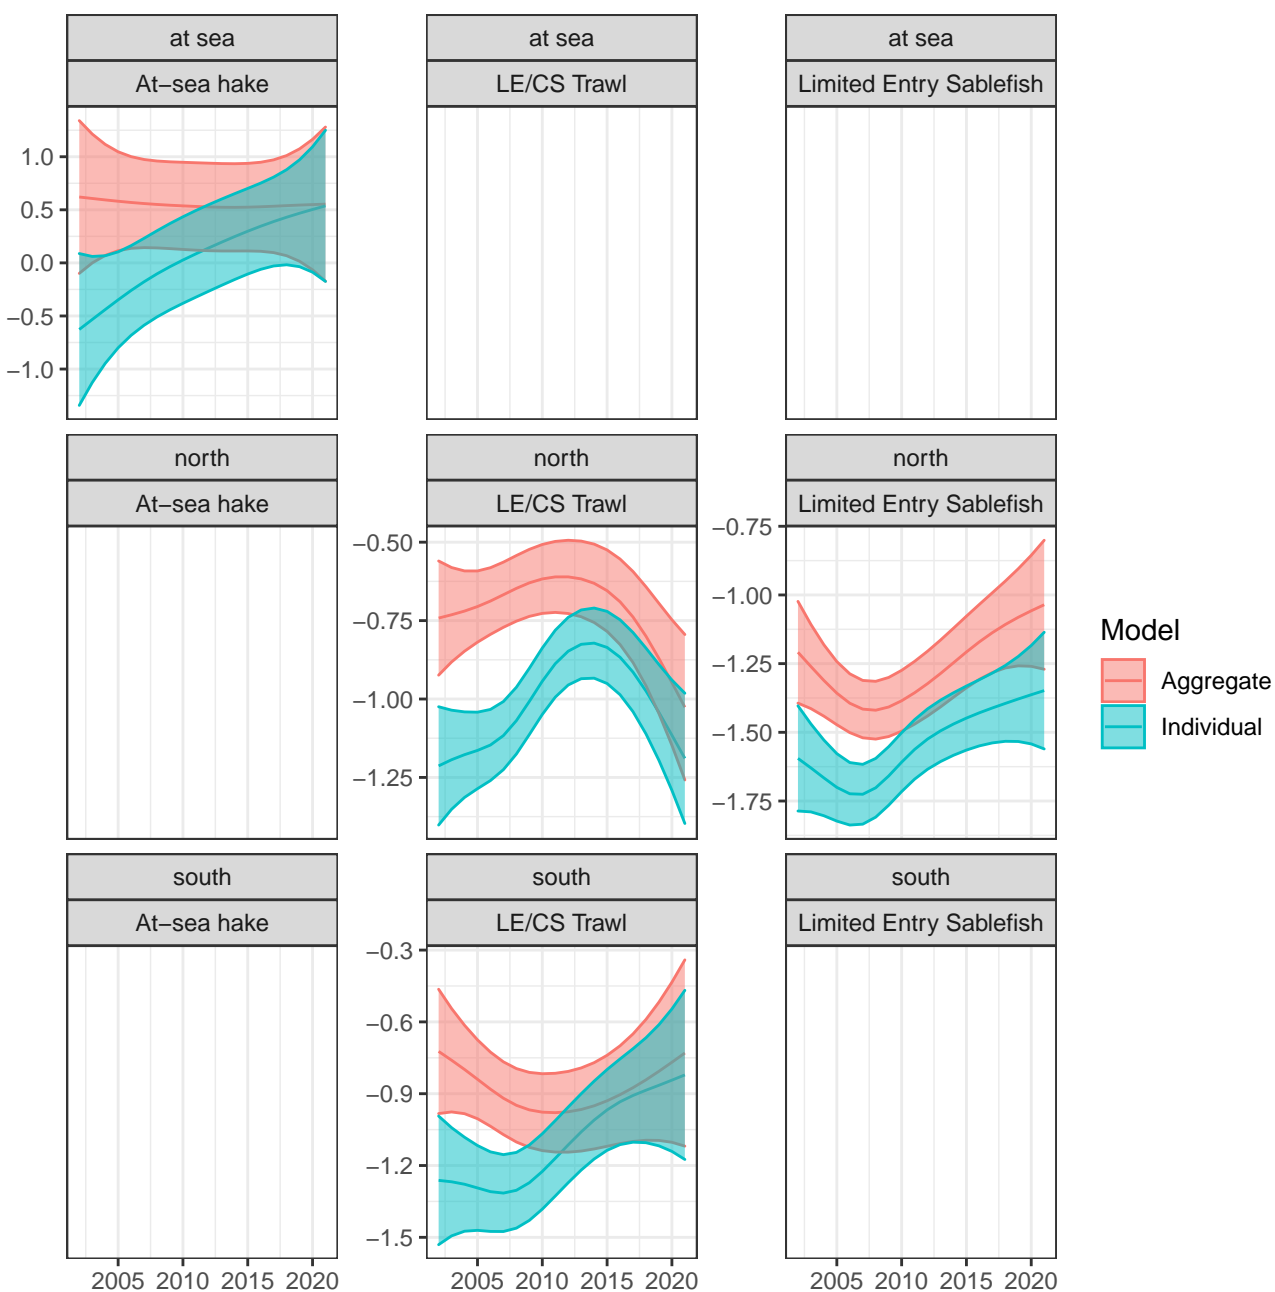 at sea at sea at sea
At−sea hake LE/CS Trawl Limited Entry Sablefish
1.0
0.5
0.0
−0.5
−1.0
north north north
At−sea hake LE/CS Trawl Limited Entry Sablefish
−0.50
−0.75
−1.00
−1.25
−0.75
−1.00
−1.25
−1.50
−1.75
Model
Aggregate
Individual
south south south
At−sea hake LE/CS Trawl Limited Entry Sablefish
−0.3
−0.6
−0.9
−1.2
−1.5
2005 2010 2015 2020 2005 2010 2015 2020 2005 2010 2015 2020